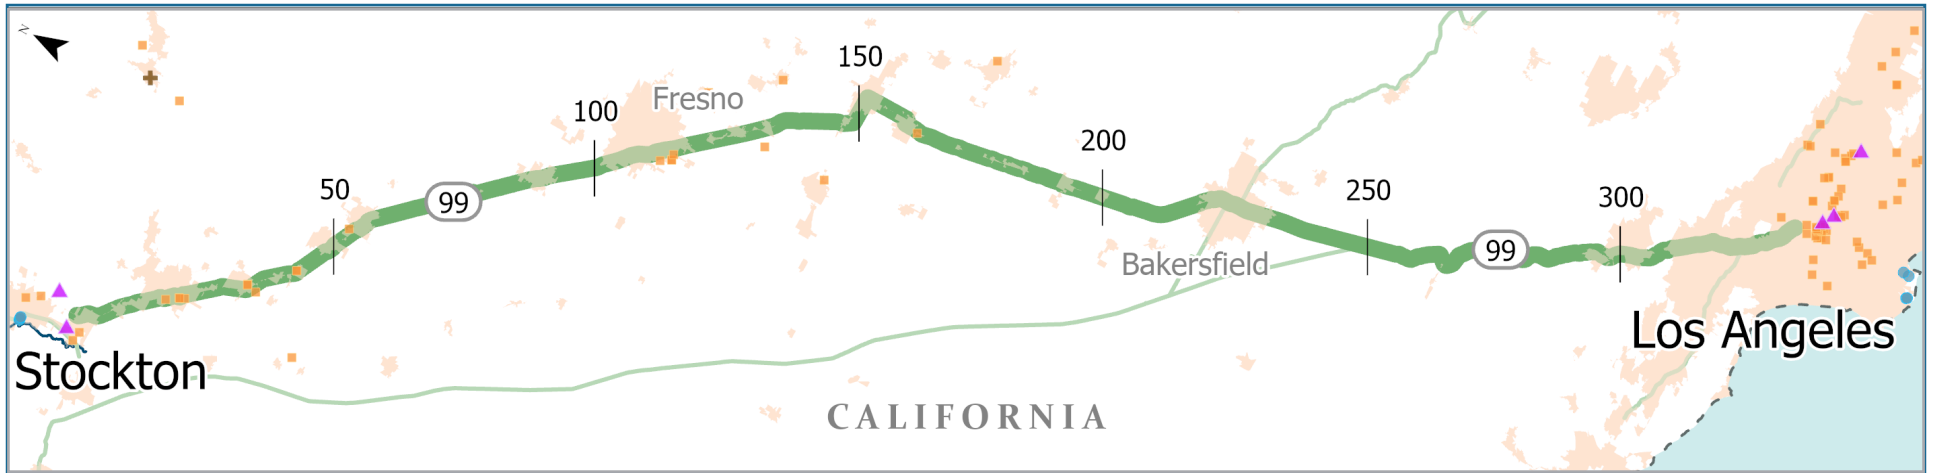 N
150
Fresno
100
200
50
250
300
99
99
Bakersfield
Los Angeles
Stockton
CALIFORNIA